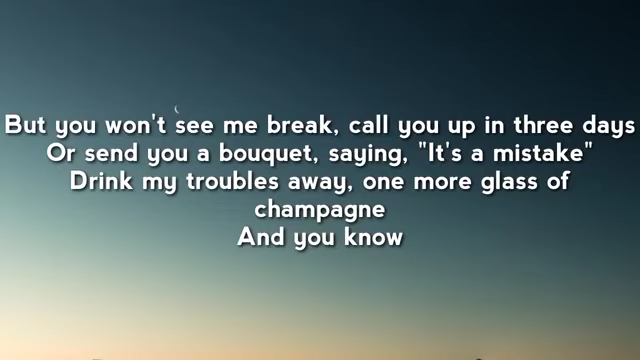 But you won't see me break, call you up in three days
Or send you a bouquet, saying, "It's a mistake"
Drink my troubles away, one more glass of
champagne
And you know